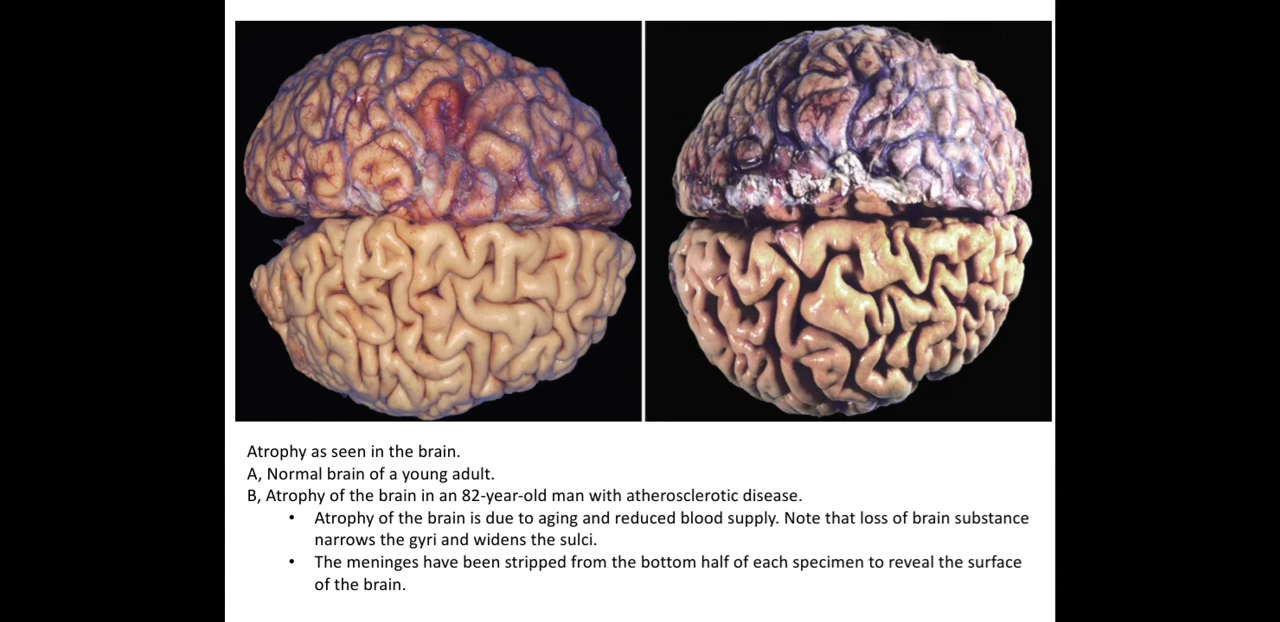 Atrophy as seen in the brain.
A, Normal brain of a young adult.
B, Atrophy of the brain in an 82-year-old man with atherosclerotic disease.
• Atrophy of the brain is due to aging and reduced blood supply. Note that loss of brain substance
narrows the gyri and widens the sulci.
• The meninges have been stripped from the bottom half of each specimen to reveal the surface
of the brain.